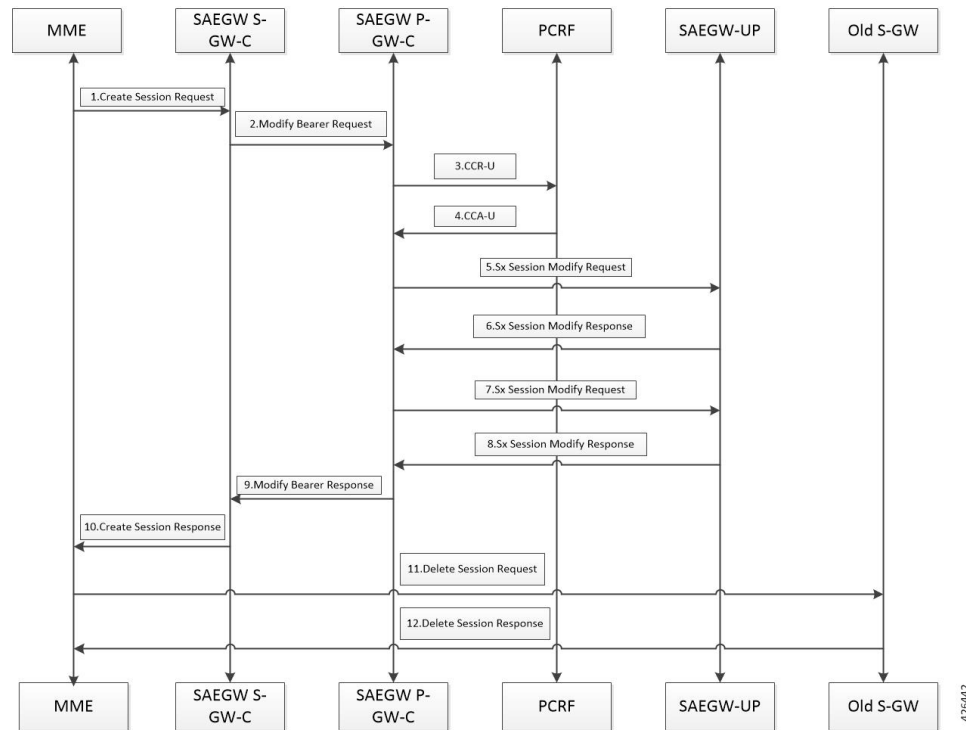 MME
SAEGW S-
GW-C
SAEGW P-
GW-C
PCRF
SAEGW-UP
Old S-GW
1.Create Session Request
2.Modify Bearer Request
3.CCR-U
4.CCA-U
5.Sx Session Modify Request
6.Sx Session Modify Response
7.Sx Session Modify Request
8.Sx Session Modify Response
9.Modify Bearer Response
10.Create Session Response
11.Delete Session Request
12.Delete Session Response
MME
SAEGW S-
GW-C
SAEGW P-
GW-C
PCRF
SAEGW-UP
Old S-GW
426442